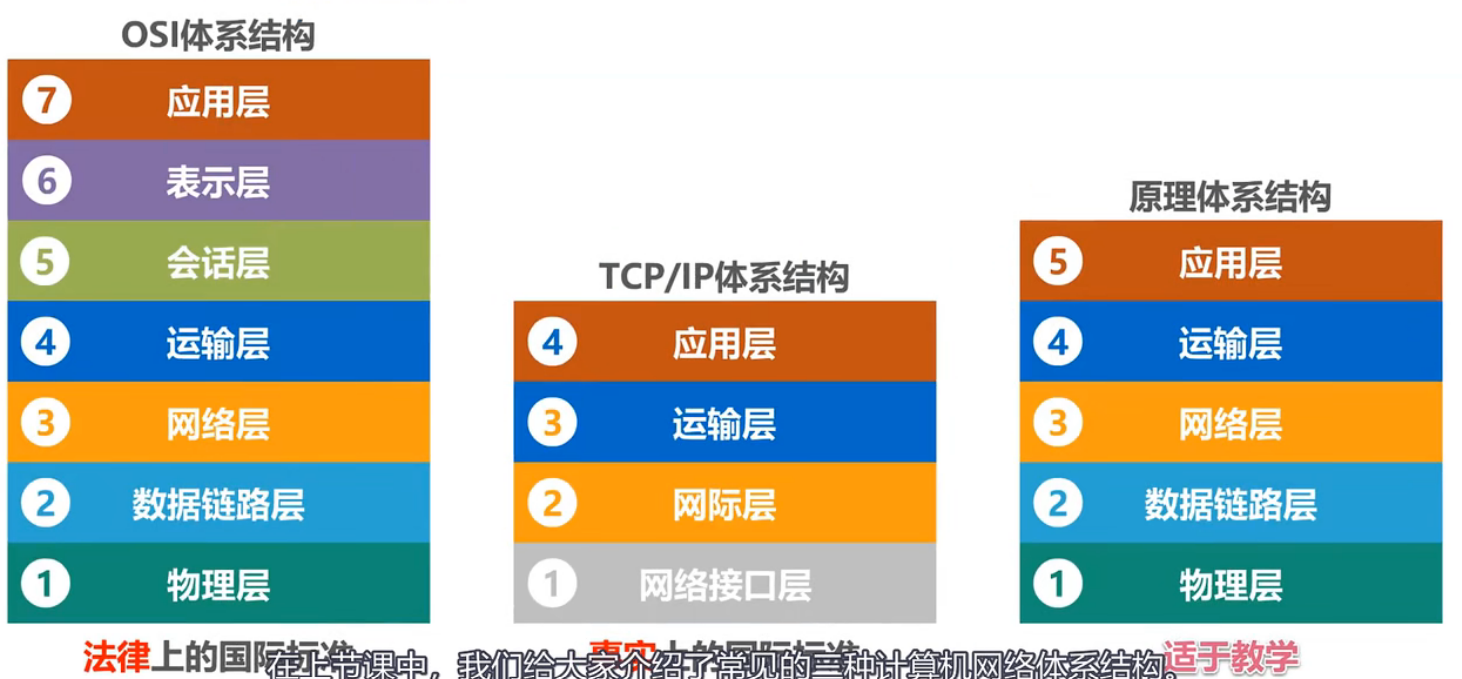 OSI体系结构
7 应用层
6 表示层
5 会话层
4 运输层
3 网络层
2 数据链路层
1 物理层
法律上的国际标准
TCP/IP体系结构
4 应用层
3 运输层
2 网际层
1 网络接口层
事实上的国际标准
原理体系结构
5 应用层
4 运输层
3 网络层
2 数据链路层
1 物理层
适于教学
在上节课中，我们给大家介绍了常见的三种计算机网络体系结构。